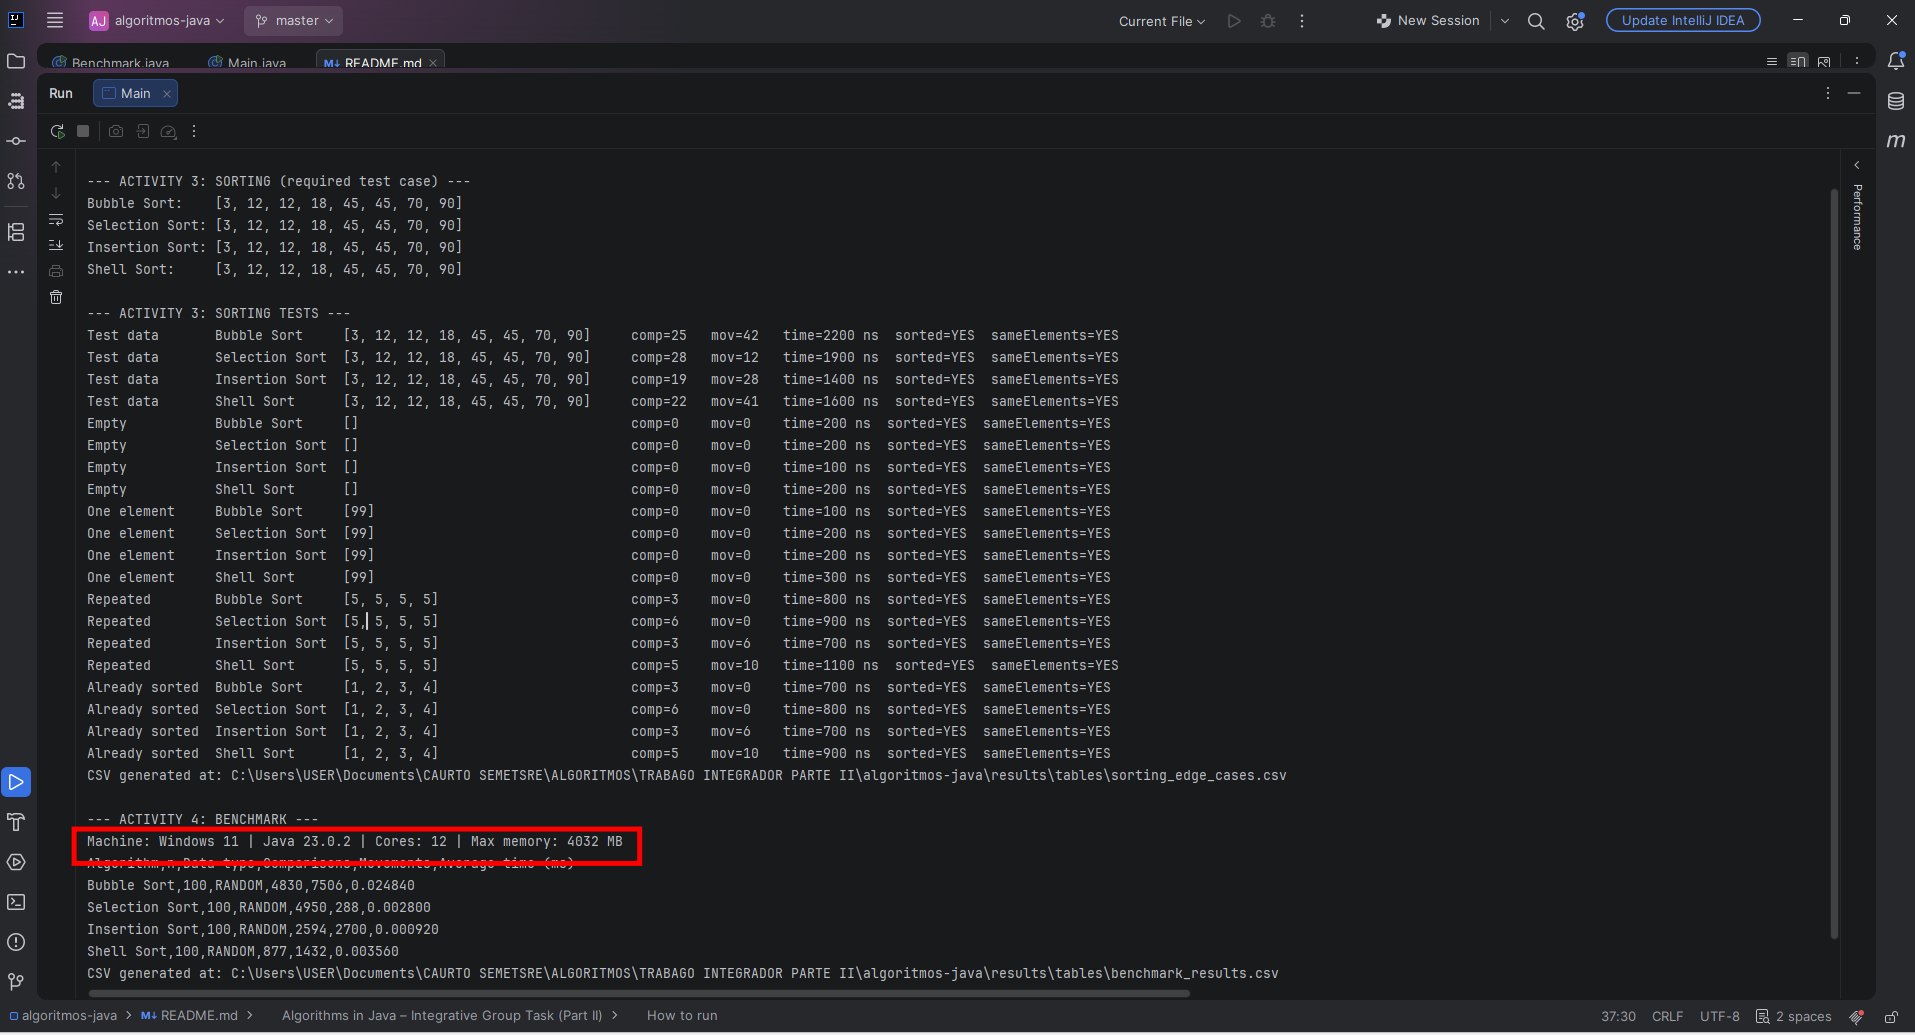 AJ algoritmos-java master Current File New Session Update IntelliJ IDEA
Benchmark.java Main.java M↓ README.md
Run Main
--- ACTIVITY 3: SORTING (required test case) ---
Bubble Sort:    [3, 12, 12, 18, 45, 45, 70, 90]
Selection Sort: [3, 12, 12, 18, 45, 45, 70, 90]
Insertion Sort: [3, 12, 12, 18, 45, 45, 70, 90]
Shell Sort:     [3, 12, 12, 18, 45, 45, 70, 90]
--- ACTIVITY 3: SORTING TESTS ---
Test data       Bubble Sort     [3, 12, 12, 18, 45, 45, 70, 90]     comp=25   mov=42   time=2200 ns  sorted=YES  sameElements=YES
Test data       Selection Sort  [3, 12, 12, 18, 45, 45, 70, 90]     comp=28   mov=12   time=1900 ns  sorted=YES  sameElements=YES
Test data       Insertion Sort  [3, 12, 12, 18, 45, 45, 70, 90]     comp=19   mov=28   time=1400 ns  sorted=YES  sameElements=YES
Test data       Shell Sort      [3, 12, 12, 18, 45, 45, 70, 90]     comp=22   mov=41   time=1600 ns  sorted=YES  sameElements=YES
Empty           Bubble Sort     []                                  comp=0    mov=0    time=200 ns  sorted=YES  sameElements=YES
Empty           Selection Sort  []                                  comp=0    mov=0    time=200 ns  sorted=YES  sameElements=YES
Empty           Insertion Sort  []                                  comp=0    mov=0    time=100 ns  sorted=YES  sameElements=YES
Empty           Shell Sort      []                                  comp=0    mov=0    time=200 ns  sorted=YES  sameElements=YES
One element     Bubble Sort     [99]                                comp=0    mov=0    time=100 ns  sorted=YES  sameElements=YES
One element     Selection Sort  [99]                                comp=0    mov=0    time=200 ns  sorted=YES  sameElements=YES
One element     Insertion Sort  [99]                                comp=0    mov=0    time=200 ns  sorted=YES  sameElements=YES
One element     Shell Sort      [99]                                comp=0    mov=0    time=300 ns  sorted=YES  sameElements=YES
Repeated        Bubble Sort     [5, 5, 5, 5]                        comp=3    mov=0    time=800 ns  sorted=YES  sameElements=YES
Repeated        Selection Sort  [5, 5, 5, 5]                        comp=6    mov=0    time=900 ns  sorted=YES  sameElements=YES
Repeated        Insertion Sort  [5, 5, 5, 5]                        comp=3    mov=6    time=700 ns  sorted=YES  sameElements=YES
Repeated        Shell Sort      [5, 5, 5, 5]                        comp=5    mov=10   time=1100 ns  sorted=YES  sameElements=YES
Already sorted  Bubble Sort     [1, 2, 3, 4]                        comp=3    mov=0    time=700 ns  sorted=YES  sameElements=YES
Already sorted  Selection Sort  [1, 2, 3, 4]                        comp=6    mov=0    time=800 ns  sorted=YES  sameElements=YES
Already sorted  Insertion Sort  [1, 2, 3, 4]                        comp=3    mov=6    time=700 ns  sorted=YES  sameElements=YES
Already sorted  Shell Sort      [1, 2, 3, 4]                        comp=5    mov=10   time=900 ns  sorted=YES  sameElements=YES
CSV generated at: C:\Users\USER\Documents\CAURTO SEMETSRE\ALGORITMOS\TRABAGO INTEGRADOR PARTE II\algoritmos-java\results\tables\sorting_edge_cases.csv
--- ACTIVITY 4: BENCHMARK ---
Machine: Windows 11 | Java 23.0.2 | Cores: 12 | Max memory: 4032 MB
Algorithm,n,Data type,Comparisons,Movements,Average time (ms)
Bubble Sort,100,RANDOM,4830,7506,0.024840
Selection Sort,100,RANDOM,4950,288,0.002800
Insertion Sort,100,RANDOM,2594,2700,0.000920
Shell Sort,100,RANDOM,877,1432,0.003560
CSV generated at: C:\Users\USER\Documents\CAURTO SEMETSRE\ALGORITMOS\TRABAGO INTEGRADOR PARTE II\algoritmos-java\results\tables\benchmark_results.csv
Performance
m
algoritmos-java > M↓ README.md > Algorithms in Java – Integrative Group Task (Part II) > How to run 37:30 CRLF UTF-8 2 spaces